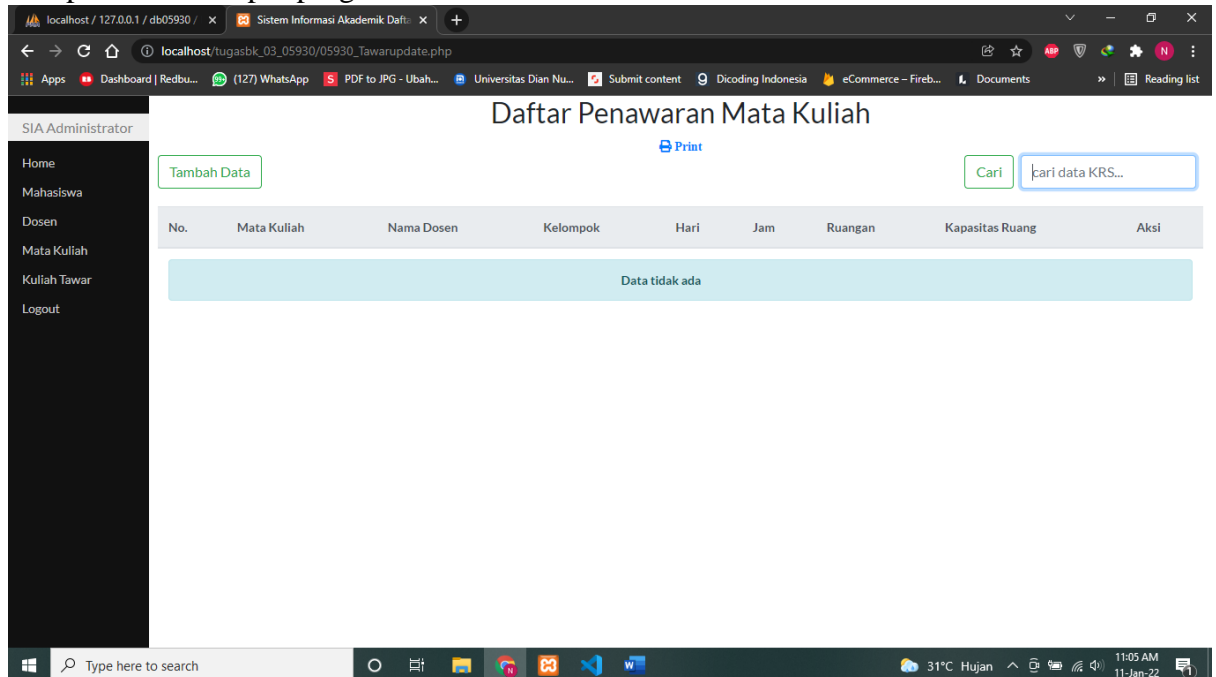 localhost / 127.0.0.1 / db05930 /
Sistem Informasi Akademik Dafta
localhost/tugasbk_03_05930/05930_Tawarupdate.php
ABP
N
Apps
Dashboard | Redbu...
(127) WhatsApp
PDF to JPG - Ubah...
Universitas Dian Nu...
Submit content
Dicoding Indonesia
eCommerce – Fireb...
Documents
»
Reading list
SIA Administrator
Home
Mahasiswa
Dosen
Mata Kuliah
Kuliah Tawar
Logout
Daftar Penawaran Mata Kuliah
Print
Tambah Data
Cari
cari data KRS...
No. Mata Kuliah Nama Dosen Kelompok Hari Jam Ruangan Kapasitas Ruang Aksi
Data tidak ada
Type here to search
31°C Hujan
11:05 AM
11-Jan-22